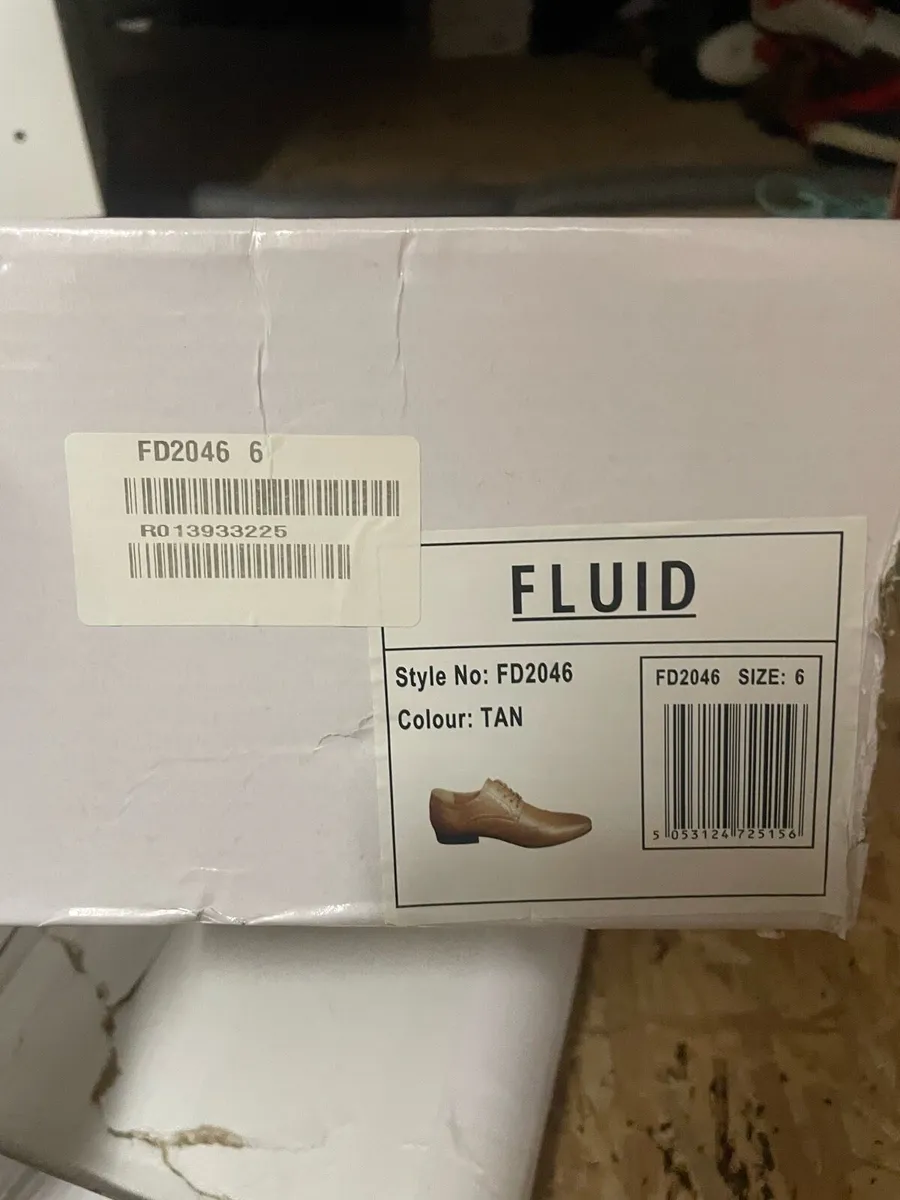 FD2046 6
R013933225
FLUID
Style No: FD2046
Colour: TAN
FD2046 SIZE: 6
5 053124 725156